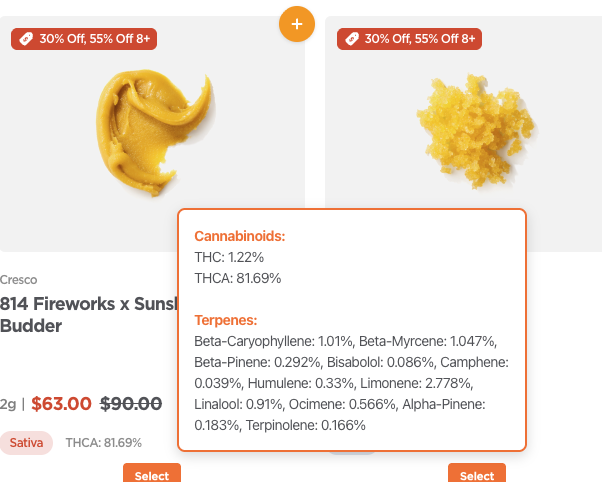 30% Off, 55% Off 8+
30% Off, 55% Off 8+
Cresco
814 Fireworks x
Budder
2g | $63.00 $90.00
Sativa THCA: 81.69%
Select
Select
Cannabinoids:
THC: 1.22%
THCA: 81.69%
Terpenes:
Beta-Caryophyllene: 1.01%, Beta-Myrcene: 1.047%,
Beta-Pinene: 0.292%, Bisabolol: 0.086%, Camphene:
0.039%, Humulene: 0.33%, Limonene: 2.778%,
Linalool: 0.91%, Ocimene: 0.566%, Alpha-Pinene:
0.183%, Terpinolene: 0.166%